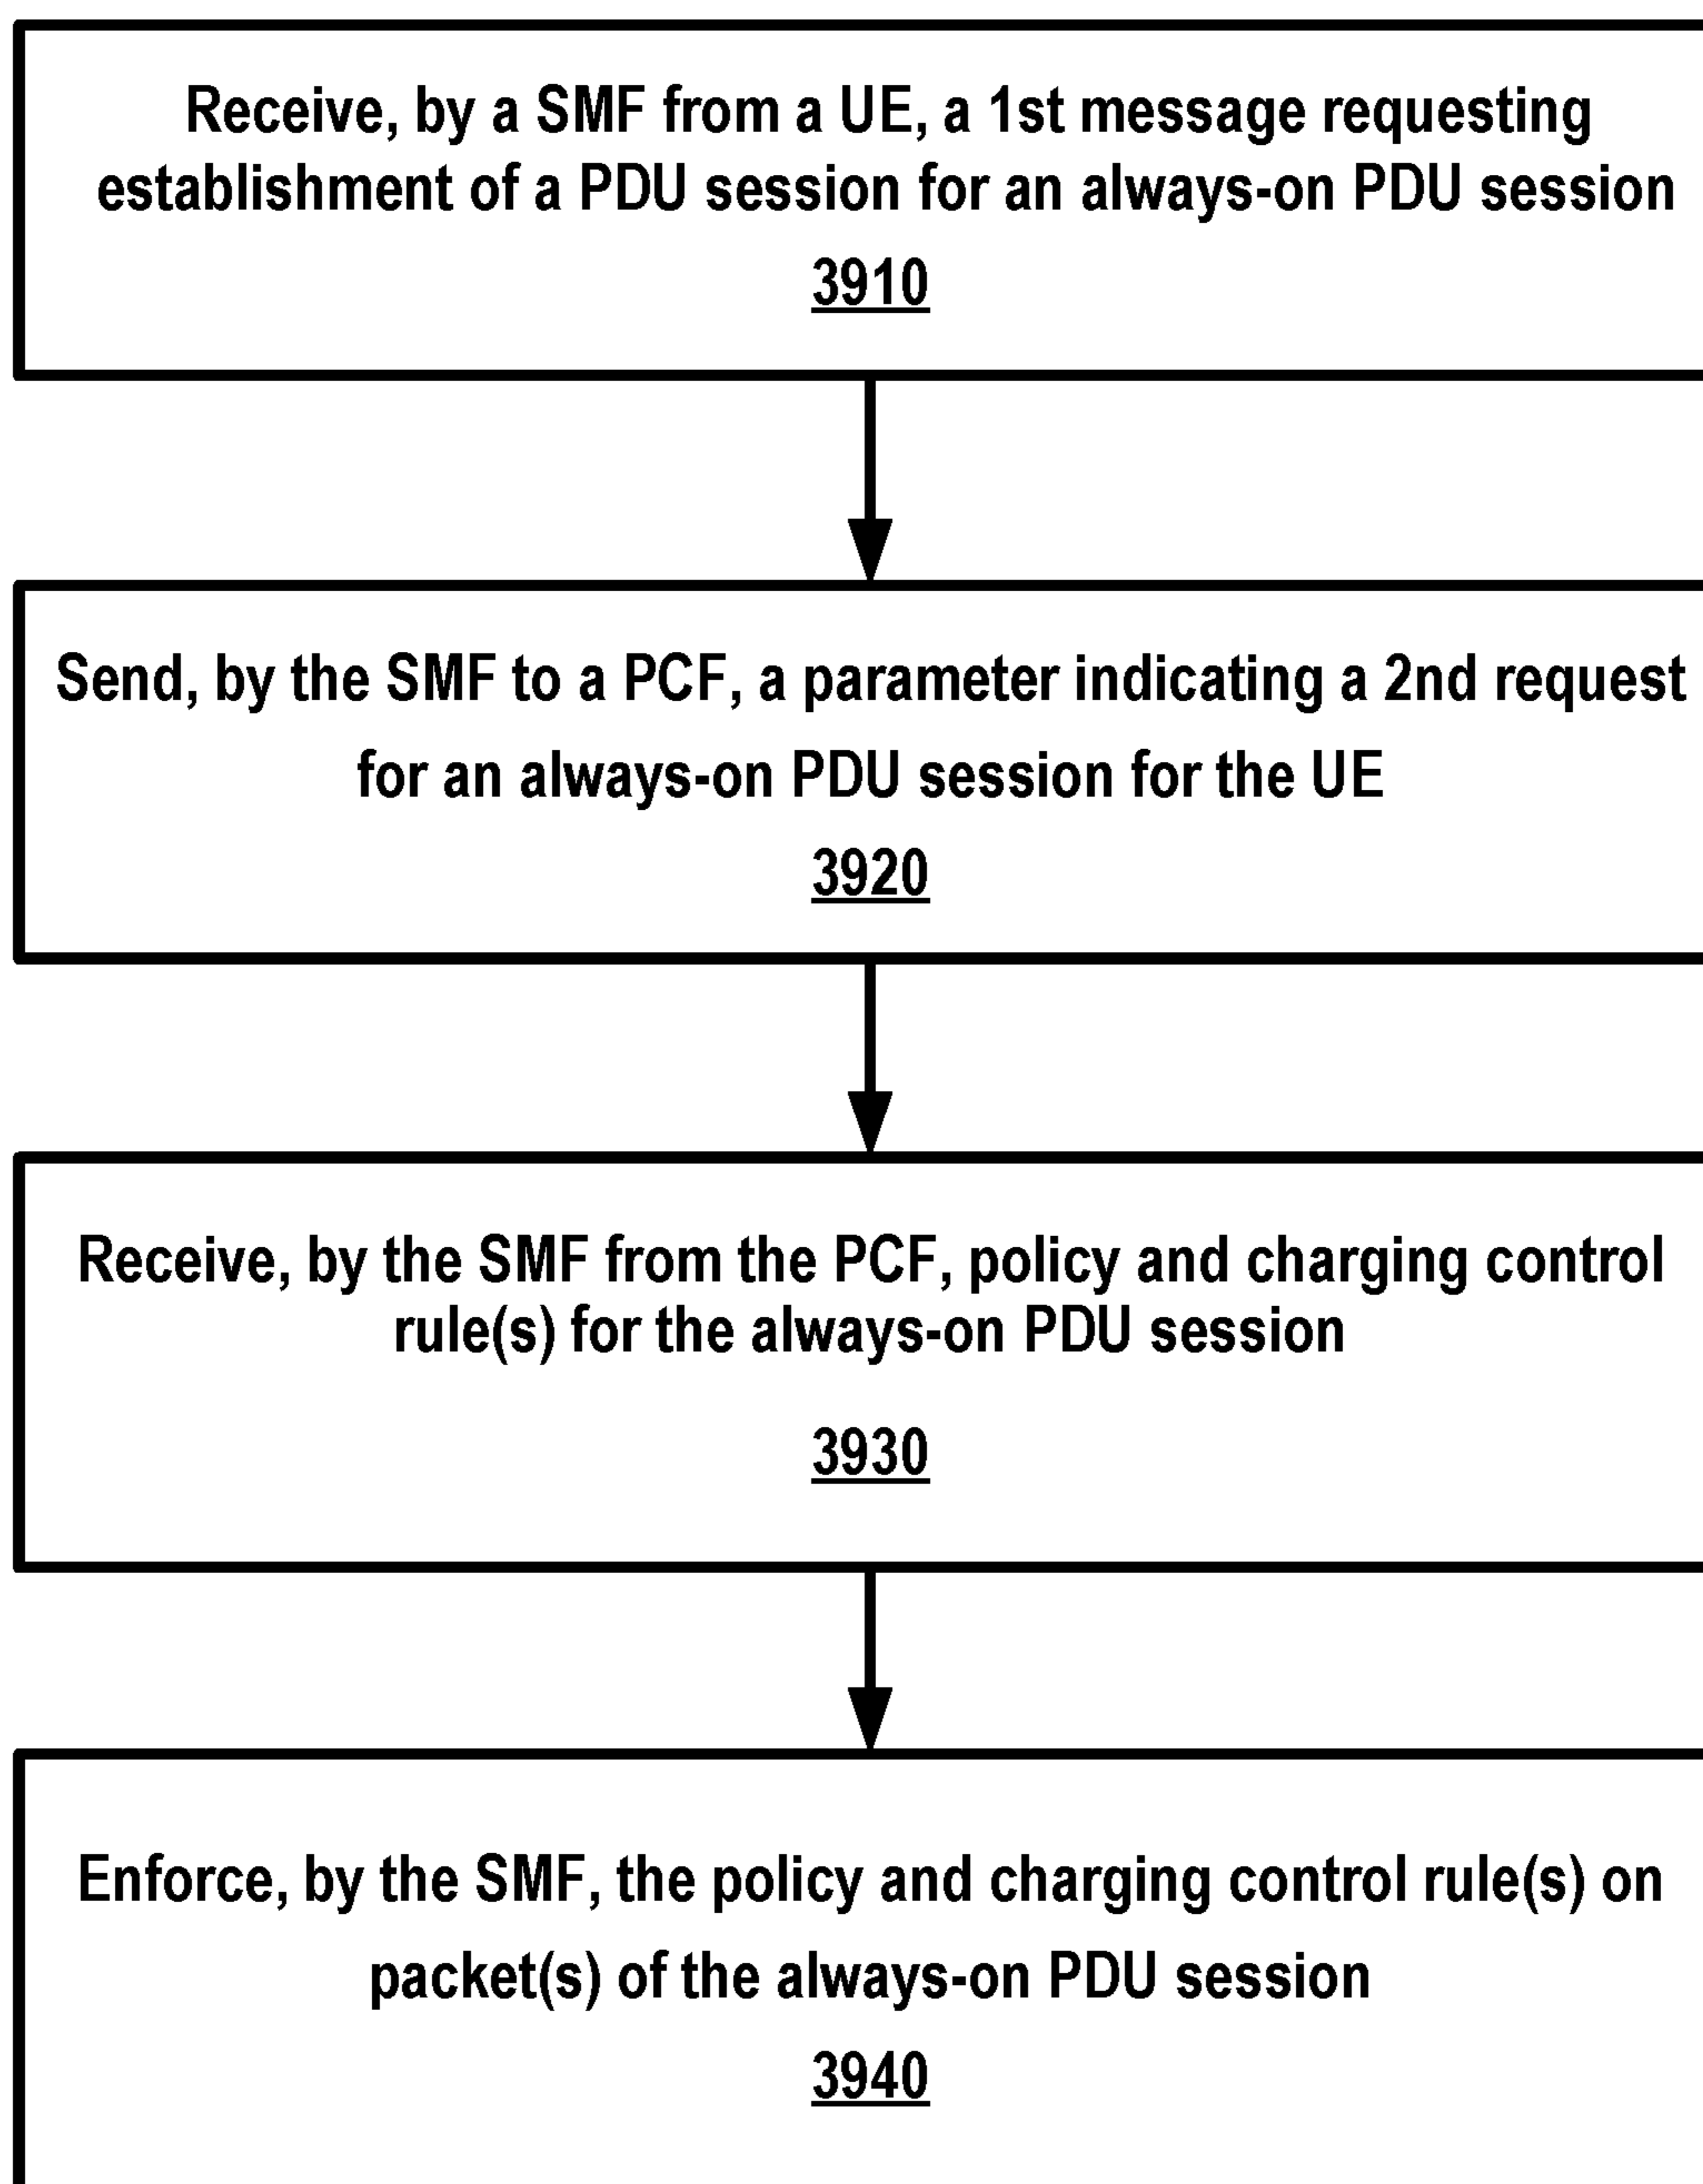 Receive, by a SMF from a UE, a 1st message requesting
establishment of a PDU session for an always-on PDU session
3910
Send, by the SMF to a PCF, a parameter indicating a 2nd request
for an always-on PDU session for the UE
3920
Receive, by the SMF from the PCF, policy and charging control
rule(s) for the always-on PDU session
3930
Enforce, by the SMF, the policy and charging control rule(s) on
packet(s) of the always-on PDU session
3940